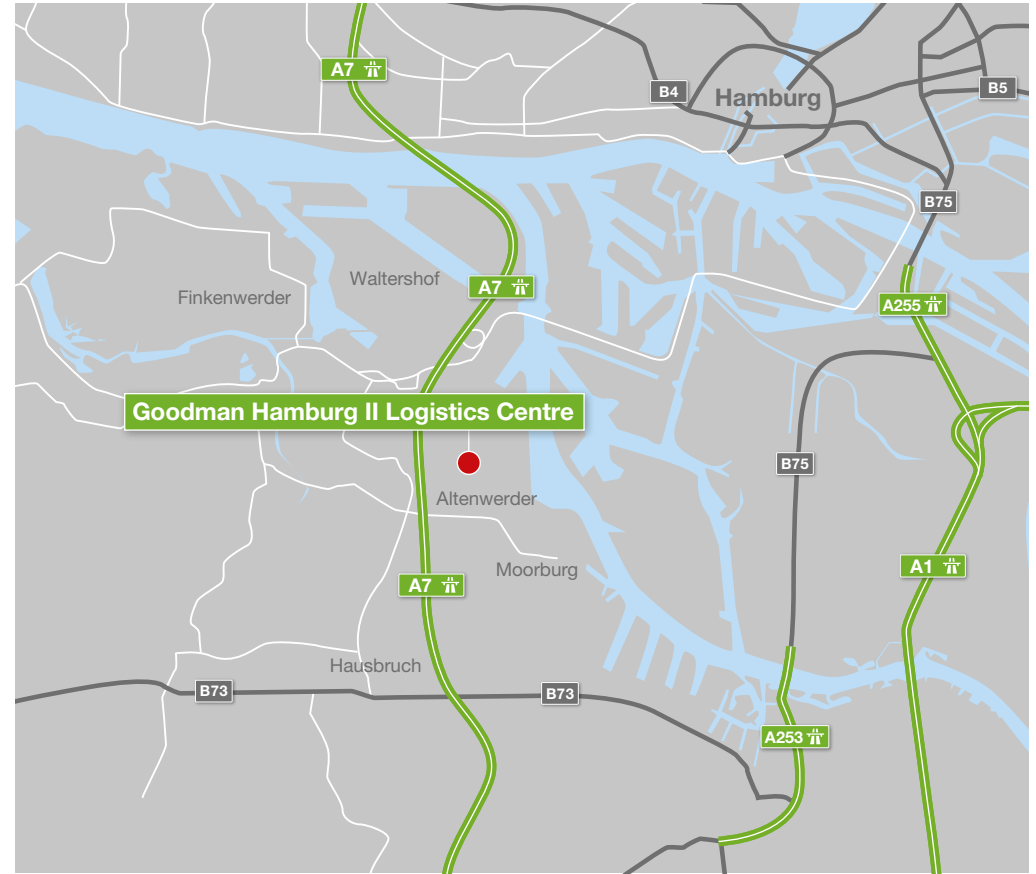 A7
B4
B5
Hamburg
B75
Waltershof
A7
Finkenwerder
A255
Goodman Hamburg II Logistics Centre
B75
Altenwerder
A1
Moorburg
A7
Hausbruch
B73
B73
A253